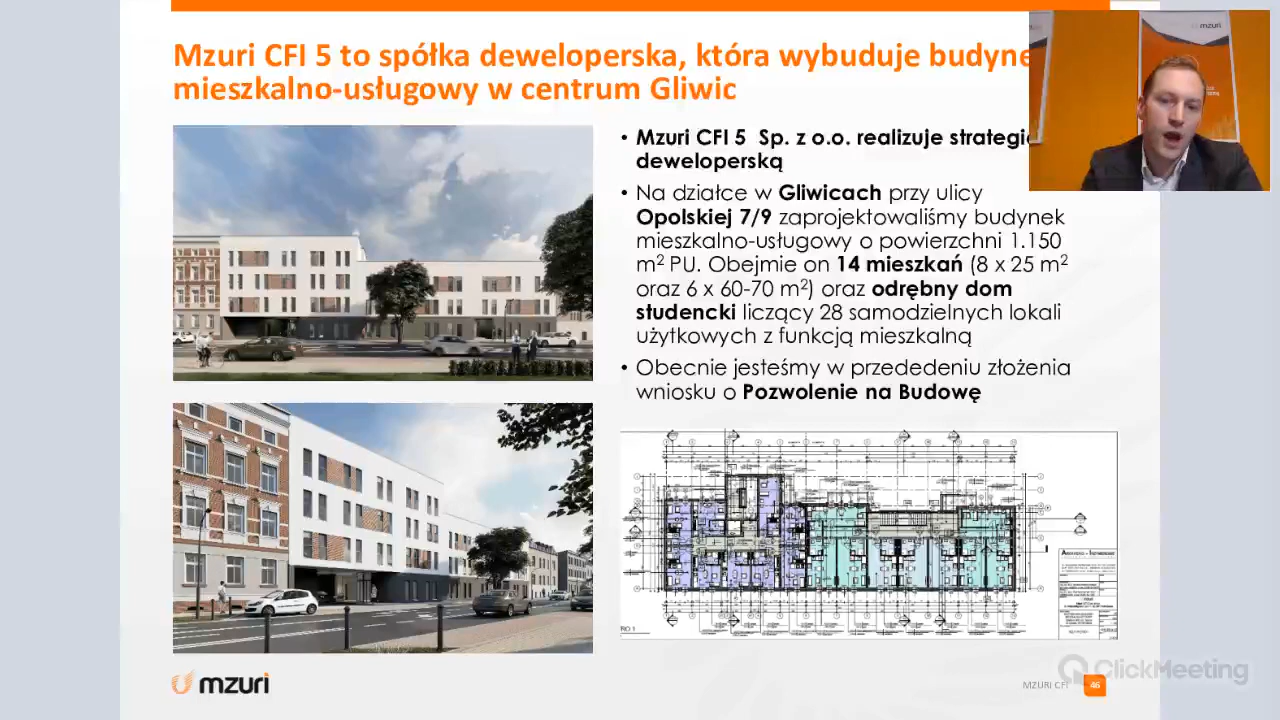 Mzuri CFI 5 to spółka deweloperska, która wybuduje budyne
mieszkalno-usługowy w centrum Gliwic
mzuri
• Mzuri CFI 5 Sp. z o.o. realizuje strategi
deweloperską
• Na działce w Gliwicach przy ulicy
Opolskiej 7/9 zaprojektowaliśmy budynek
mieszkalno-usługowy o powierzchni 1.150
m² PU. Obejmie on 14 mieszkań (8 x 25 m²
oraz 6 x 60-70 m²) oraz odrębny dom
studencki liczący 28 samodzielnych lokali
użytkowych z funkcją mieszkalną
• Obecnie jesteśmy w przededeniu złożenia
wniosku o Pozwolenie na Budowę
mzuri
MZURI CFI
46
ClickMeeting